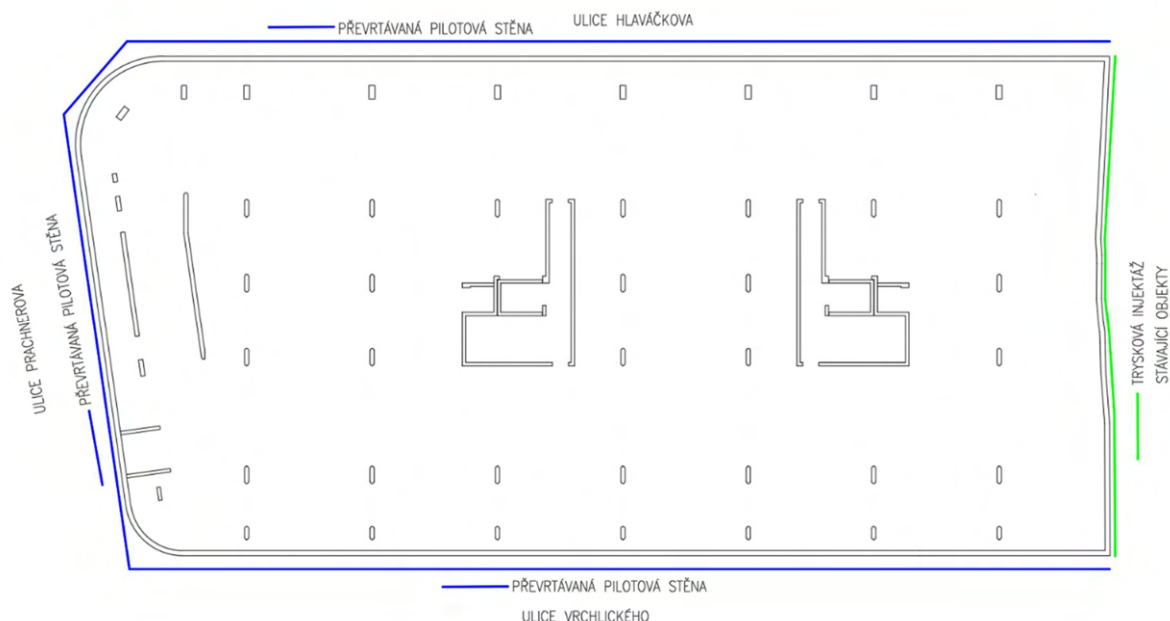 ULICE HLAVÁČKOVA
PŘEVRTÁVANÁ PILOTOVÁ STĚNA
ULICE PRACHNEROVA
PŘEVRTÁVANÁ PILOTOVÁ STĚNA
TRYSKOVÁ INJEKTÁŽ
STÁVAJÍCÍ OBJEKTY
PŘEVRTÁVANÁ PILOTOVÁ STĚNA
ULICE VRCHLICKÉHO